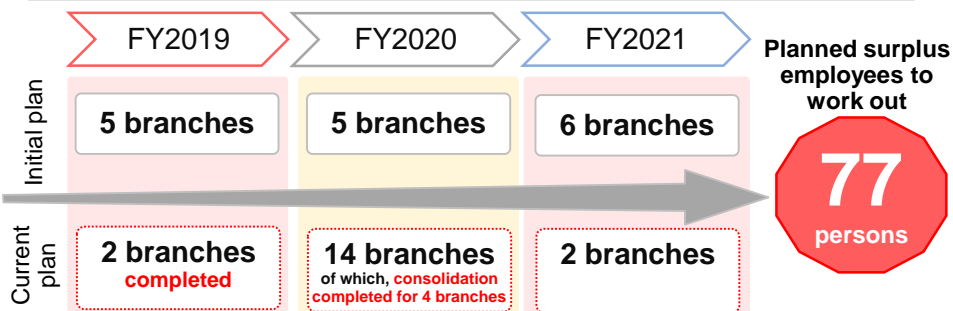 FY2019
FY2020
FY2021
Planned surplus
employees to
work out
Initial plan
5 branches
5 branches
6 branches
77
persons
Current
plan
2 branches
completed
14 branches
of which, consolidation
completed for 4 branches
2 branches